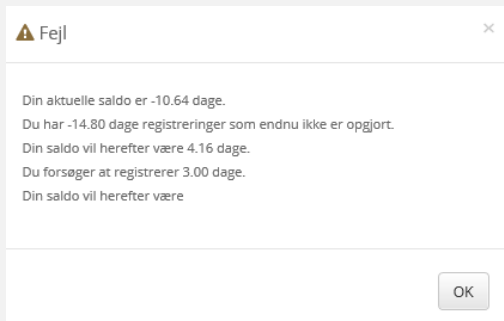 Fejl
Din aktuelle saldo er -10.64 dage.
Du har -14.80 dage registreringer som endnu ikke er opgjort.
Din saldo vil herefter være 4.16 dage.
Du forsøger at registrerer 3.00 dage.
Din saldo vil herefter være
OK